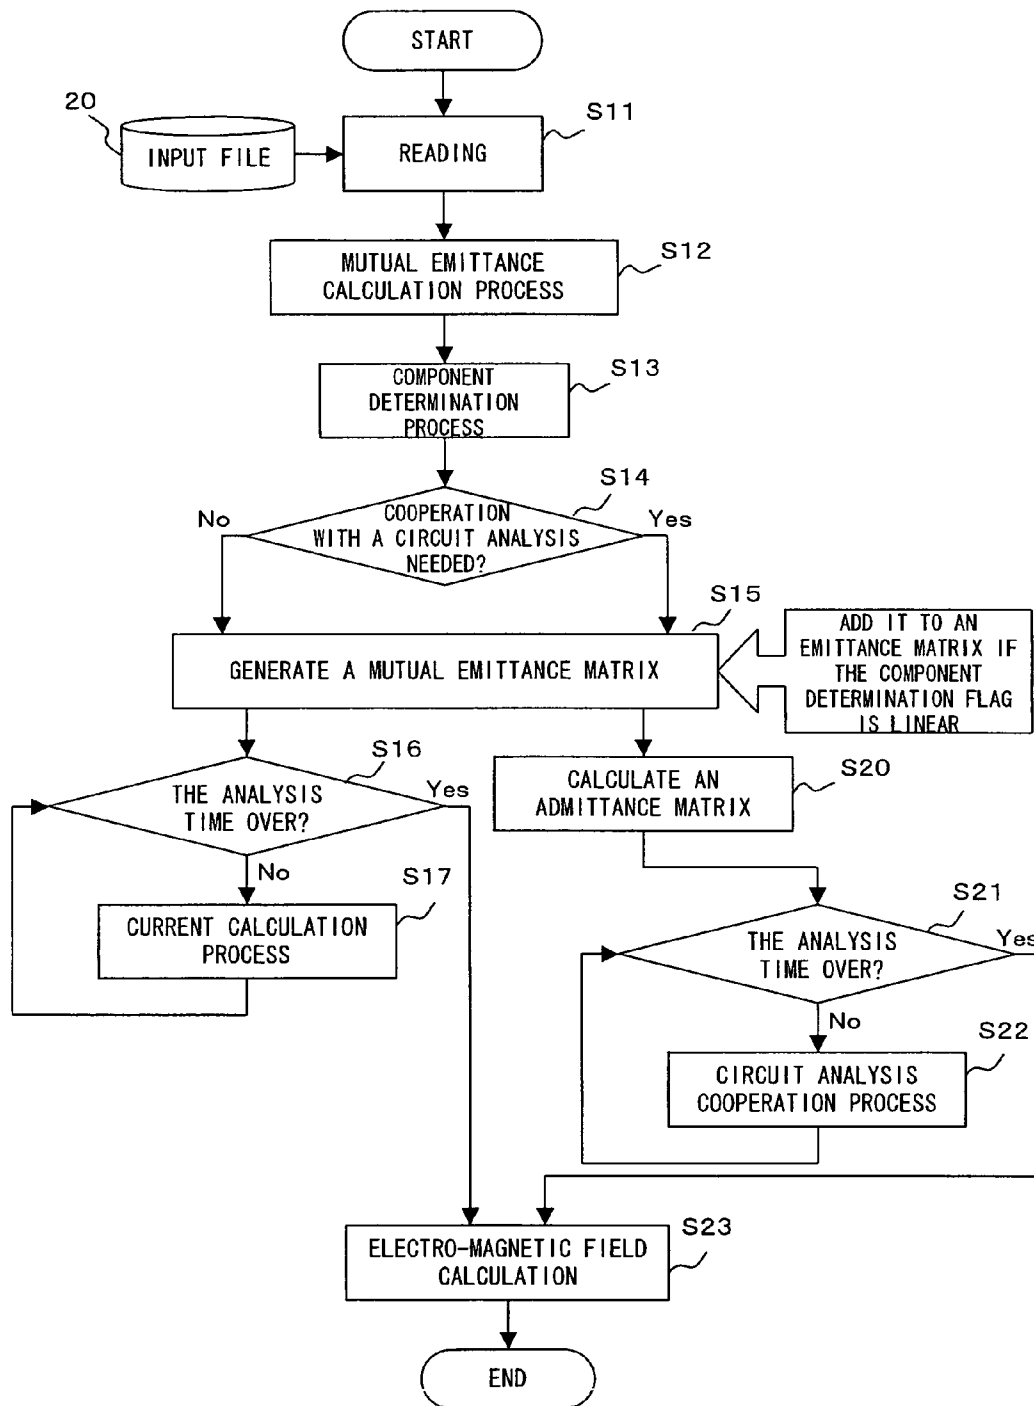 START
20
S11
INPUT FILE
READING
S12
MUTUAL EMITTANCE
CALCULATION PROCESS
S13
COMPONENT
DETERMINATION
PROCESS
S14
No
COOPERATION
WITH A CIRCUIT ANALYSIS
NEEDED?
Yes
S15
GENERATE A MUTUAL EMITTANCE MATRIX
ADD IT TO AN
EMITTANCE MATRIX IF
THE COMPONENT
DETERMINATION FLAG
IS LINEAR
S16
THE ANALYSIS
TIME OVER?
Yes
No
S17
CURRENT CALCULATION
PROCESS
S20
CALCULATE AN
ADMITTANCE MATRIX
S21
THE ANALYSIS
TIME OVER?
Yes
No
S22
CIRCUIT ANALYSIS
COOPERATION PROCESS
S23
ELECTRO-MAGNETIC FIELD
CALCULATION
END